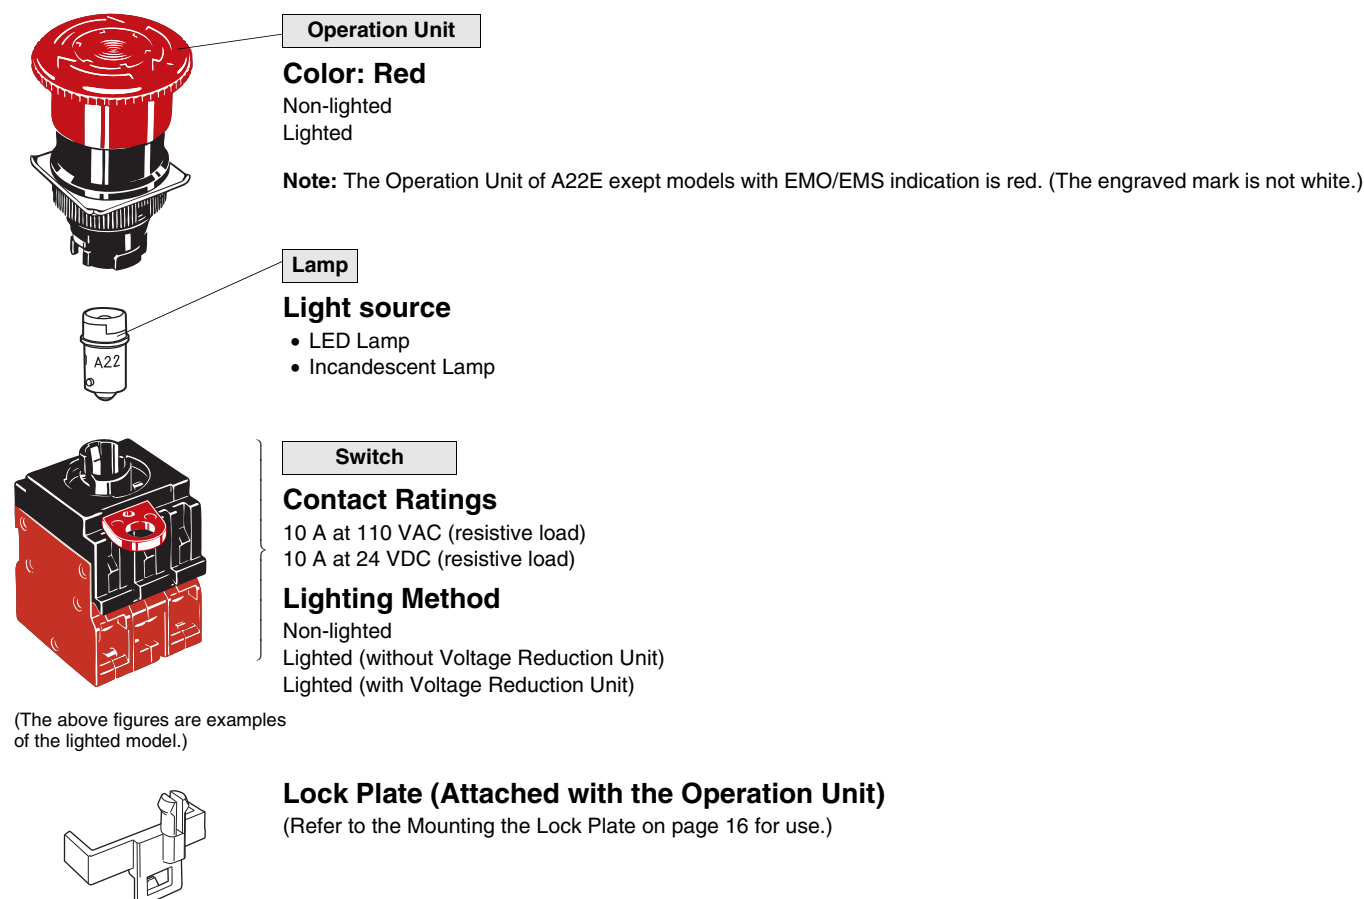 Operation Unit
Color: Red
Non-lighted
Lighted
Note: The Operation Unit of A22E exept models with EMO/EMS indication is red. (The engraved mark is not white.)
Lamp
Light source
• LED Lamp
• Incandescent Lamp
A22
Switch
Contact Ratings
10 A at 110 VAC (resistive load)
10 A at 24 VDC (resistive load)
Lighting Method
Non-lighted
Lighted (without Voltage Reduction Unit)
Lighted (with Voltage Reduction Unit)
(The above figures are examples
of the lighted model.)
Lock Plate (Attached with the Operation Unit)
(Refer to the Mounting the Lock Plate on page 16 for use.)